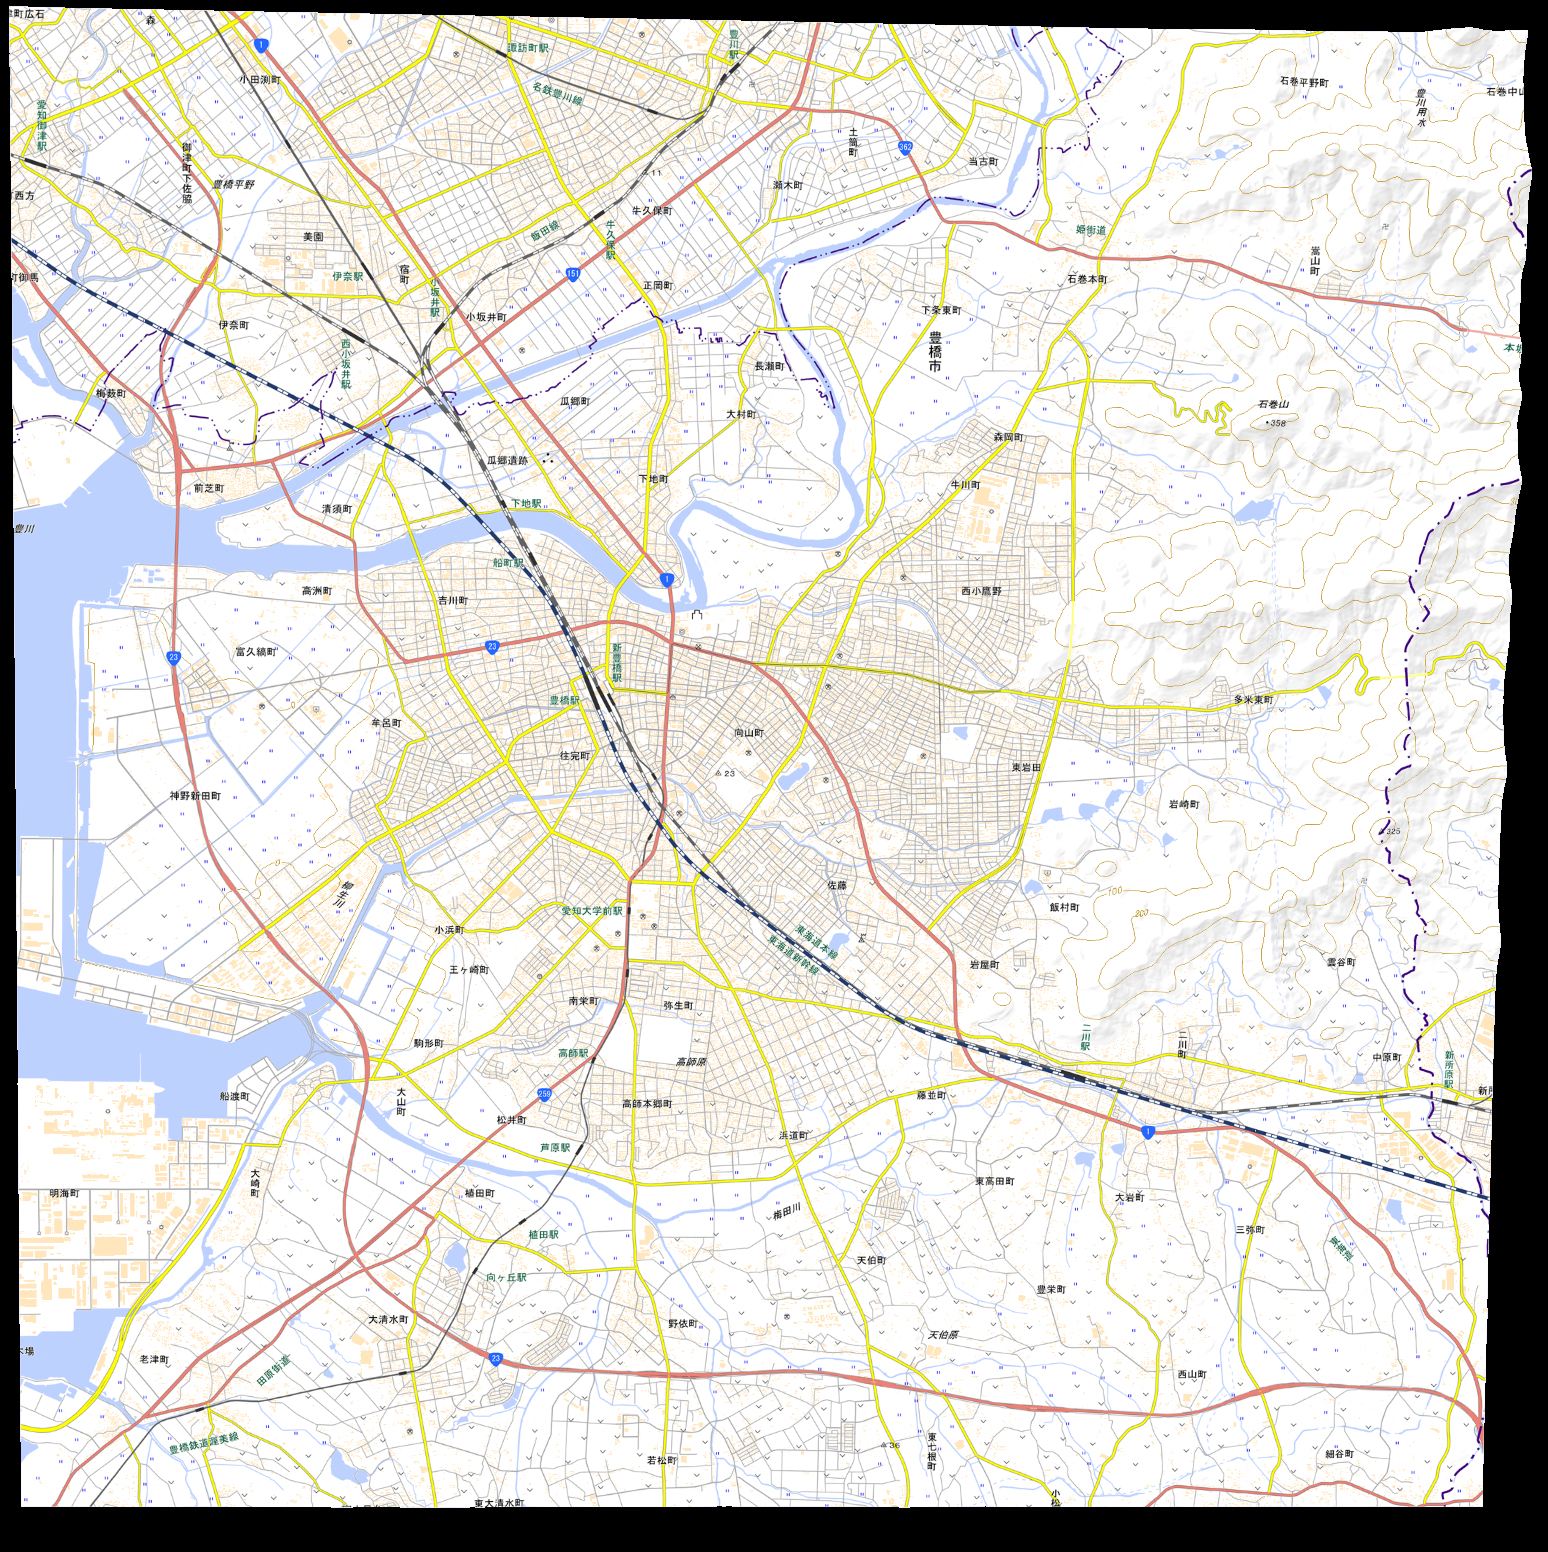 津町広石
森
1
小田渕町
諏訪町駅
豊川駅
名鉄豊川線
石巻平野町
豊川用水
愛知御津駅
御津町下佐脇
豊橋平野
土筒町
362
当古町
瀬木町
11
牛久保町
牛久保駅
飯田線
西方
美園
宿町
伊奈駅
小坂井駅
151
正岡町
姫街道
石巻本町
嵩山町
町御馬
伊奈町
小坂井町
下条東町
豊橋市
西小坂井駅
長瀬町
梅薮町
瓜郷町
大村町
石巻山
358
森岡町
瓜郷遺跡
前芝町
下地町
牛川町
清須町
下地駅
豊川
船町駅
高洲町
吉川町
1
西小鷹野
23
富久縞町
23
新豊橋駅
豊橋駅
多米東町
牟呂町
向山町
往完町
23
東岩田
神野新田町
岩崎町
325
柳生川
佐藤
100
200
飯村町
愛知大学前駅
小浜町
東海道本線
東海道新幹線
岩屋町
雲谷町
王ヶ崎町
南栄町
弥生町
二川駅
二川町
駒形町
高師駅
高師原
中原町
新所原駅
船渡町
大山町
259
松井町
高師本郷町
藤並町
浜道町
1
芦原駅
大崎町
明海町
植田町
東高田町
大岩町
梅田川
植田駅
三弥町
東海道
天伯町
向ヶ丘駅
豊栄町
大清水町
野依町
天伯原
老津町
23
田原街道
西山町
豊橋鉄道渥美線
36
東七根町
若松町
細谷町
東大清水町
小松